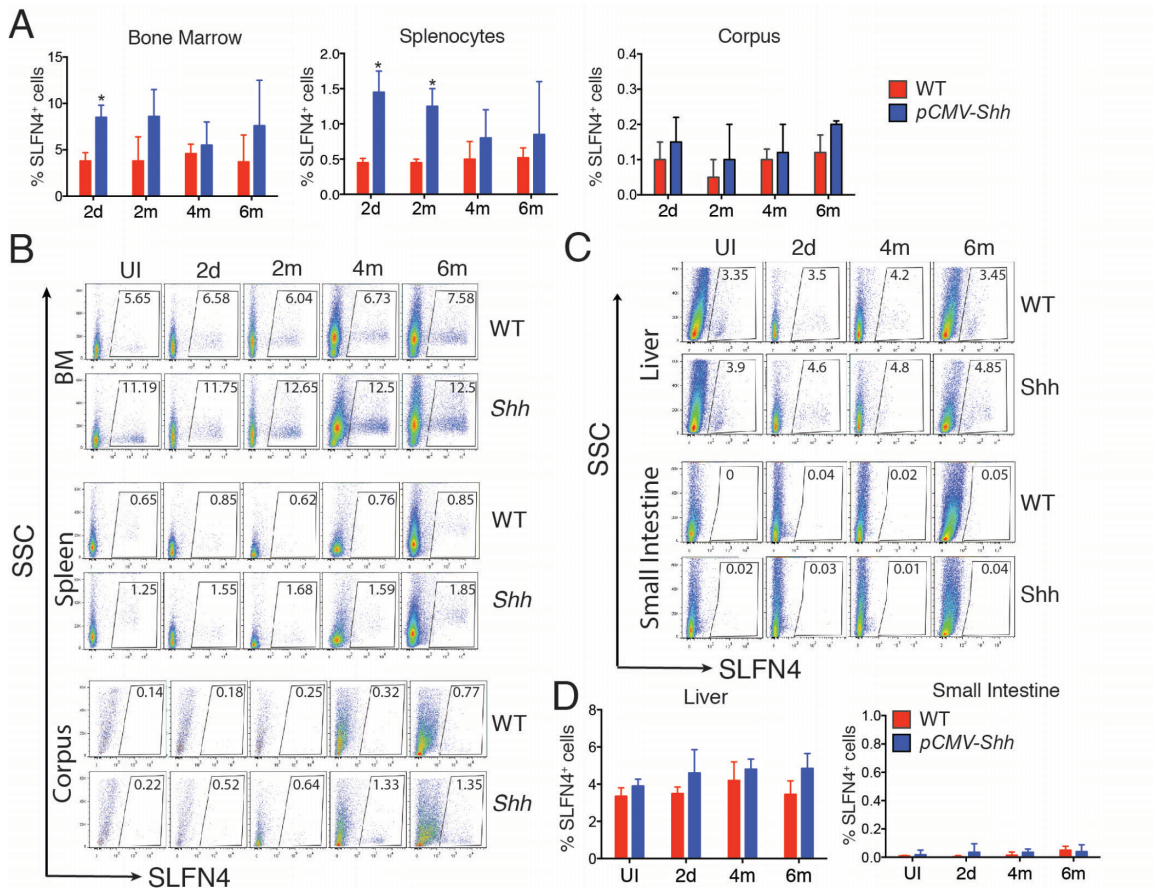 A
Bone Marrow
Splenocytes
Corpus
% SLFN4+ cells
15
10
5
0
2d 2m 4m 6m
*
% SLFN4+ cells
2.0
1.5
1.0
0.5
0.0
2d 2m 4m 6m
* *
% SLFN4+ cells
0.4
0.3
0.2
0.1
0.0
2d 2m 4m 6m
WT
pCMV-Shh
B
UI 2d 2m 4m 6m
BM
5.65 6.58 6.04 6.73 7.58 WT
11.19 11.75 12.65 12.5 12.5 Shh
Spleen
0.65 0.85 0.62 0.76 0.85 WT
1.25 1.55 1.68 1.59 1.85 Shh
Corpus
0.14 0.18 0.25 0.32 0.77 WT
0.22 0.52 0.64 1.33 1.35 Shh
SSC
SLFN4
C
UI 2d 4m 6m
Liver
3.35 3.5 4.2 3.45 WT
3.9 4.6 4.8 4.85 Shh
Small Intestine
0 0.04 0.02 0.05 WT
0.02 0.03 0.01 0.04 Shh
SSC
SLFN4
D
Liver
% SLFN4+ cells
8
6
4
2
0
UI 2d 4m 6m
Small Intestine
WT
pCMV-Shh
% SLFN4+ cells
1.0
0.8
0.6
0.4
0.2
0.0
UI 2d 4m 6m